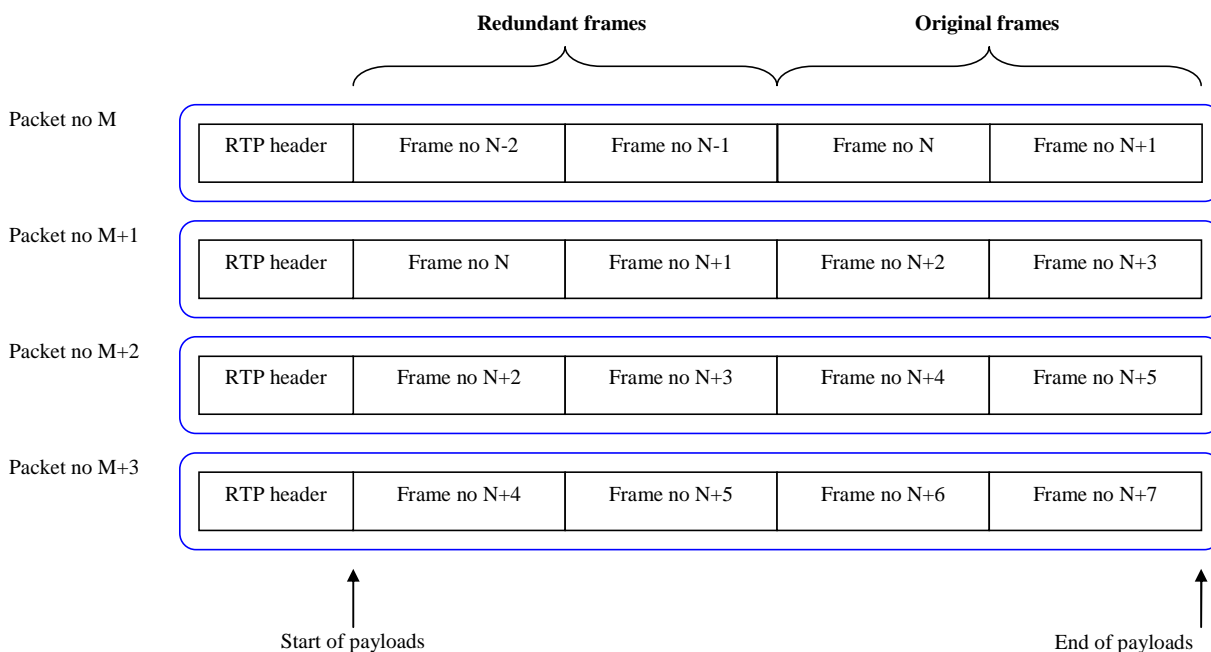 Redundant frames Original frames
Packet no M
RTP header Frame no N-2 Frame no N-1 Frame no N Frame no N+1
Packet no M+1
RTP header Frame no N Frame no N+1 Frame no N+2 Frame no N+3
Packet no M+2
RTP header Frame no N+2 Frame no N+3 Frame no N+4 Frame no N+5
Packet no M+3
RTP header Frame no N+4 Frame no N+5 Frame no N+6 Frame no N+7
Start of payloads End of payloads